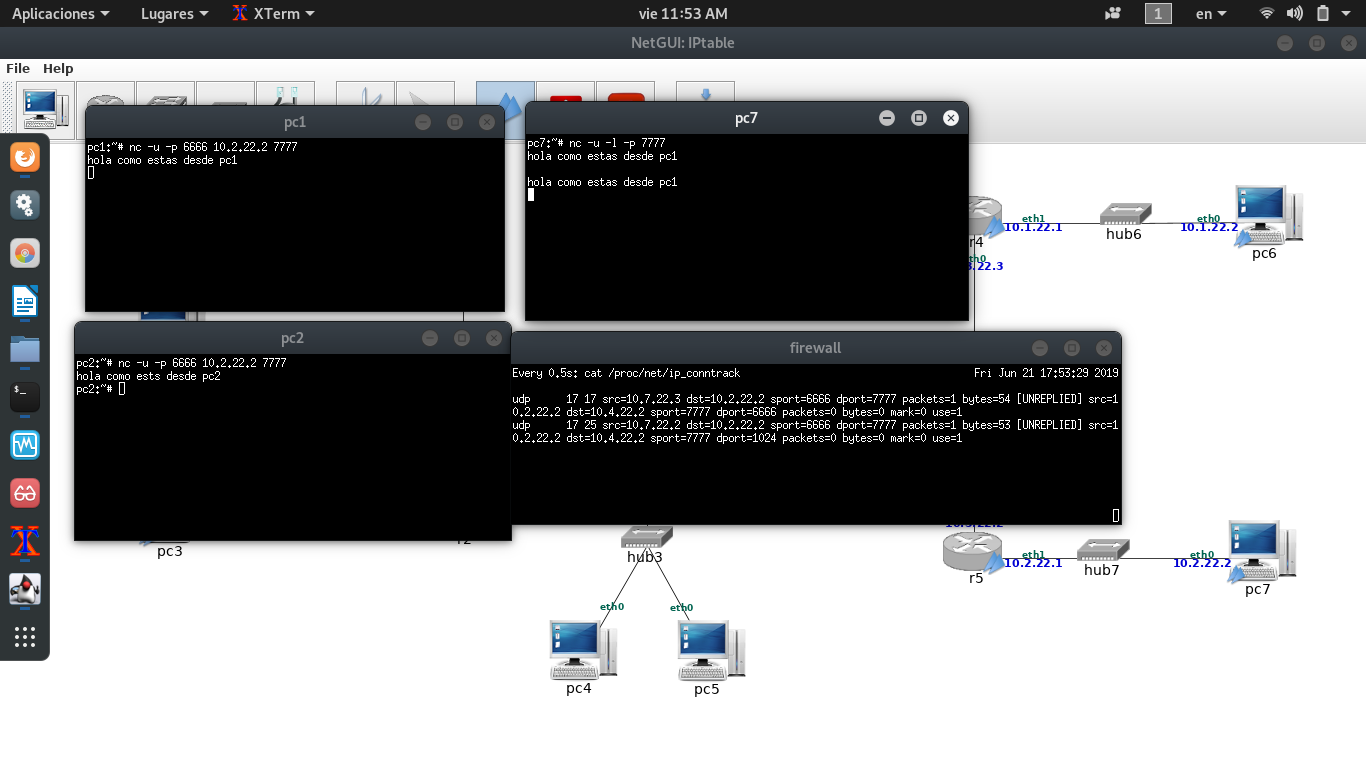 Aplicaciones Lugares XTerm vie 11:53 AM 1 en
NetGUI: IPtable
File Help
pc1
pc1:~# nc -u -p 6666 10.2.22.2 7777
hola como estas desde pc1
pc7
pc7:~# nc -u -l -p 7777
hola como estas desde pc1
hola como estas desde pc1
pc2
pc2:~# nc -u -p 6666 10.2.22.2 7777
hola como ests desde pc2
pc2:~#
firewall
Every 0.5s: cat /proc/net/ip_conntrack Fri Jun 21 17:53:29 2019
udp 17 17 src=10.7.22.3 dst=10.2.22.2 sport=6666 dport=7777 packets=1 bytes=54 [UNREPLIED] src=1
0.2.22.2 dst=10.4.22.2 sport=7777 dport=6666 packets=0 bytes=0 mark=0 use=1
udp 17 25 src=10.7.22.2 dst=10.2.22.2 sport=6666 dport=7777 packets=1 bytes=53 [UNREPLIED] src=1
0.2.22.2 dst=10.4.22.2 sport=7777 dport=1024 packets=0 bytes=0 mark=0 use=1
eth1
10.1.22.1
r4
hub6
eth0
10.1.22.2
pc6
pc3
hub3
eth0
eth0
pc4
pc5
r5
eth1
10.2.22.1
hub7
eth0
10.2.22.2
pc7